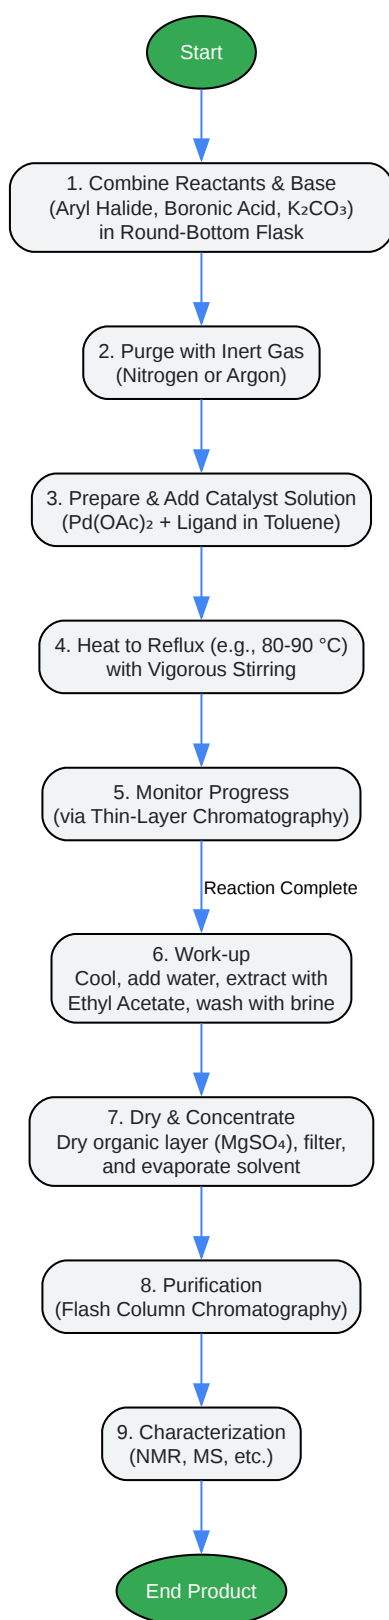 Start
1. Combine Reactants & Base
(Aryl Halide, Boronic Acid, K₂CO₃)
in Round-Bottom Flask
2. Purge with Inert Gas
(Nitrogen or Argon)
3. Prepare & Add Catalyst Solution
(Pd(OAc)₂ + Ligand in Toluene)
4. Heat to Reflux (e.g., 80-90 °C)
with Vigorous Stirring
5. Monitor Progress
(via Thin-Layer Chromatography)
Reaction Complete
6. Work-up
Cool, add water, extract with
Ethyl Acetate, wash with brine
7. Dry & Concentrate
Dry organic layer (MgSO₄), filter,
and evaporate solvent
8. Purification
(Flash Column Chromatography)
9. Characterization
(NMR, MS, etc.)
End Product